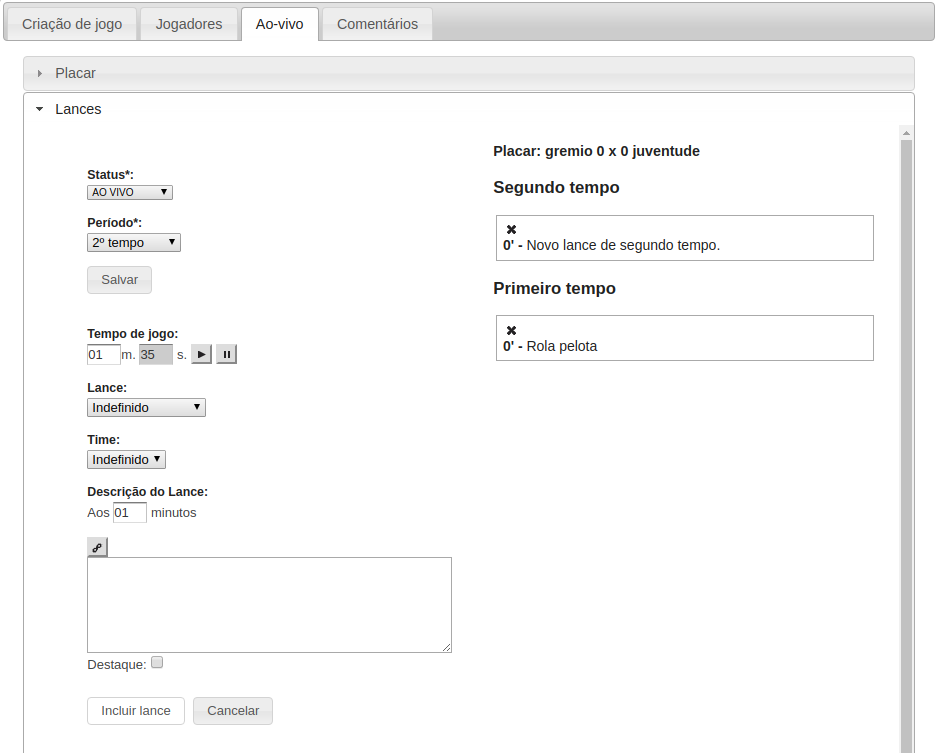 Criação de jogo Jogadores Ao-vivo Comentários
Placar
Lances
Status*:
AO VIVO
Período*:
2º tempo
Salvar
Tempo de jogo:
01 m. 35 s.
Lance:
Indefinido
Time:
Indefinido
Descrição do Lance:
Aos 01 minutos
Destaque:
Incluir lance Cancelar
Placar: gremio 0 x 0 juventude
Segundo tempo
0' - Novo lance de segundo tempo.
Primeiro tempo
0' - Rola pelota